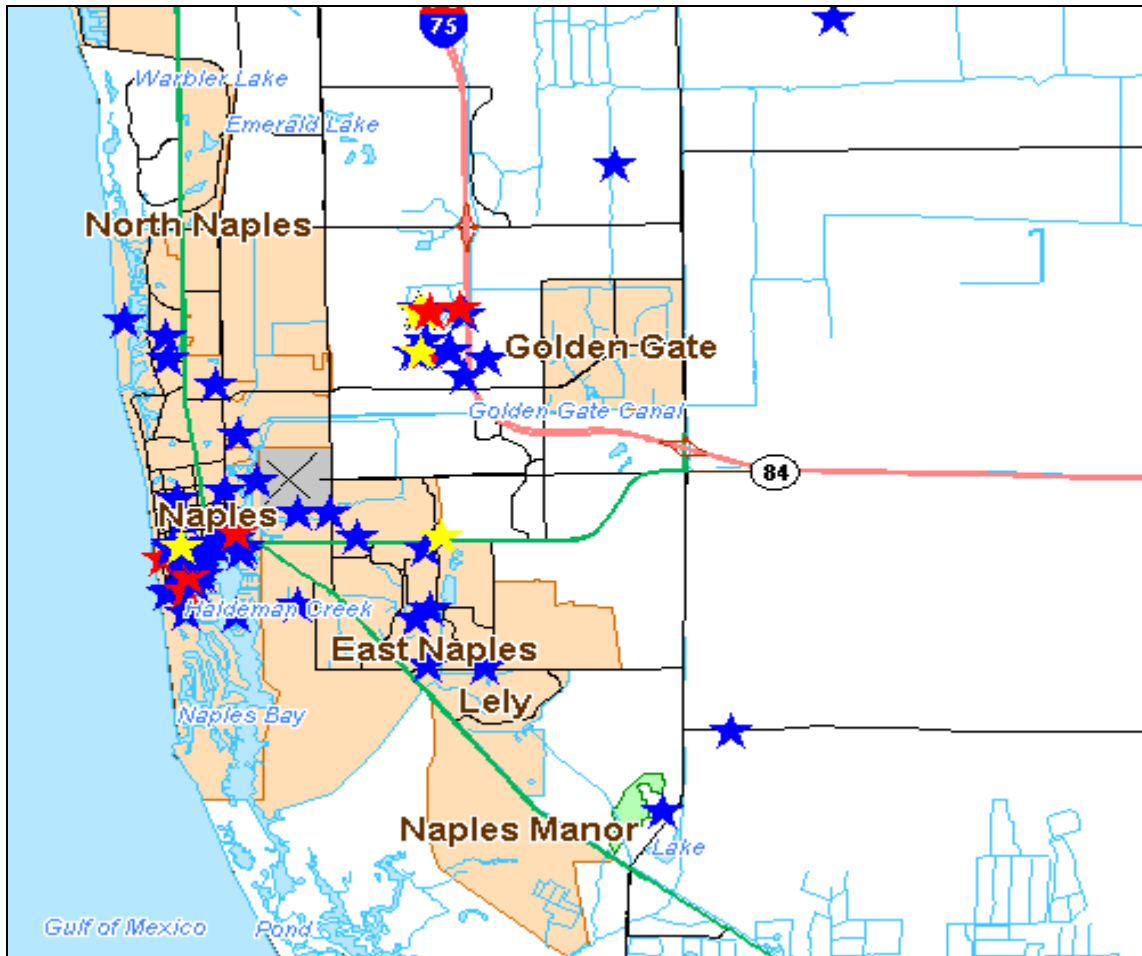 75
Warbler Lake
Emerald Lake
North Naples
Golden Gate
Golden Gate Canal
84
Naples
Haldeman Creek
East Naples
Lely
Naples Bay
Naples Manor
Lake
Gulf of Mexico
Pond